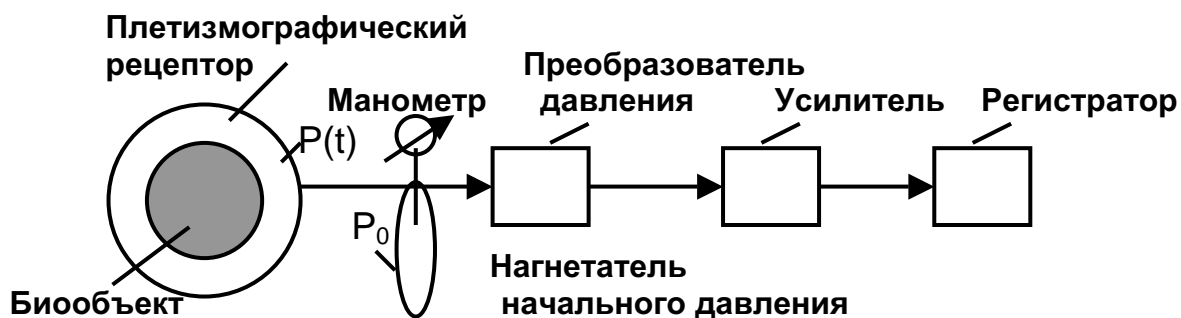 Плетизмографический
рецептор
Манометр
Преобразователь
давления
Усилитель
Регистратор
P(t)
P₀
Биообъект
Нагнетатель
начального давления